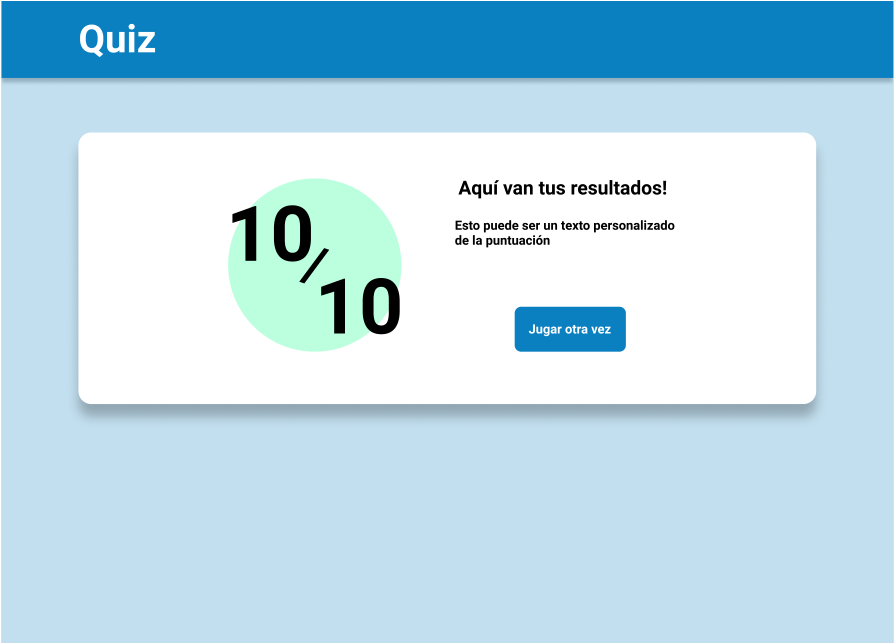 Quiz
10/10
Aquí van tus resultados!
Esto puede ser un texto personalizado
de la puntuación
Jugar otra vez